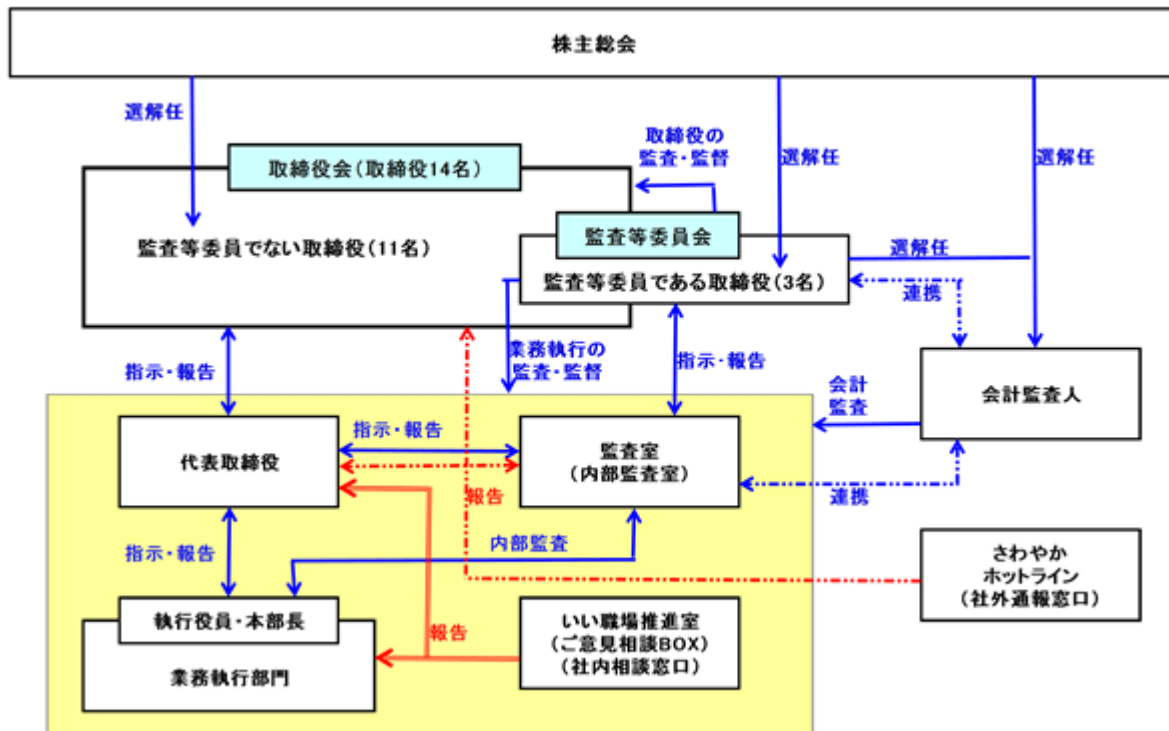 株主総会
選解任
取締役の
監査・監督
選解任
選解任
取締役会(取締役14名)
監査等委員会
監査等委員でない取締役(11名)
選解任
監査等委員である取締役(3名)
連携
業務執行の
監査・監督
指示・報告
指示・報告
会計
監査
会計監査人
代表取締役
指示・報告
監査室
(内部監査室)
報告
連携
指示・報告
内部監査
さわやか
ホットライン
(社外通報窓口)
執行役員・本部長
報告
いい職場推進室
(ご意見相談BOX)
(社内相談窓口)
業務執行部門